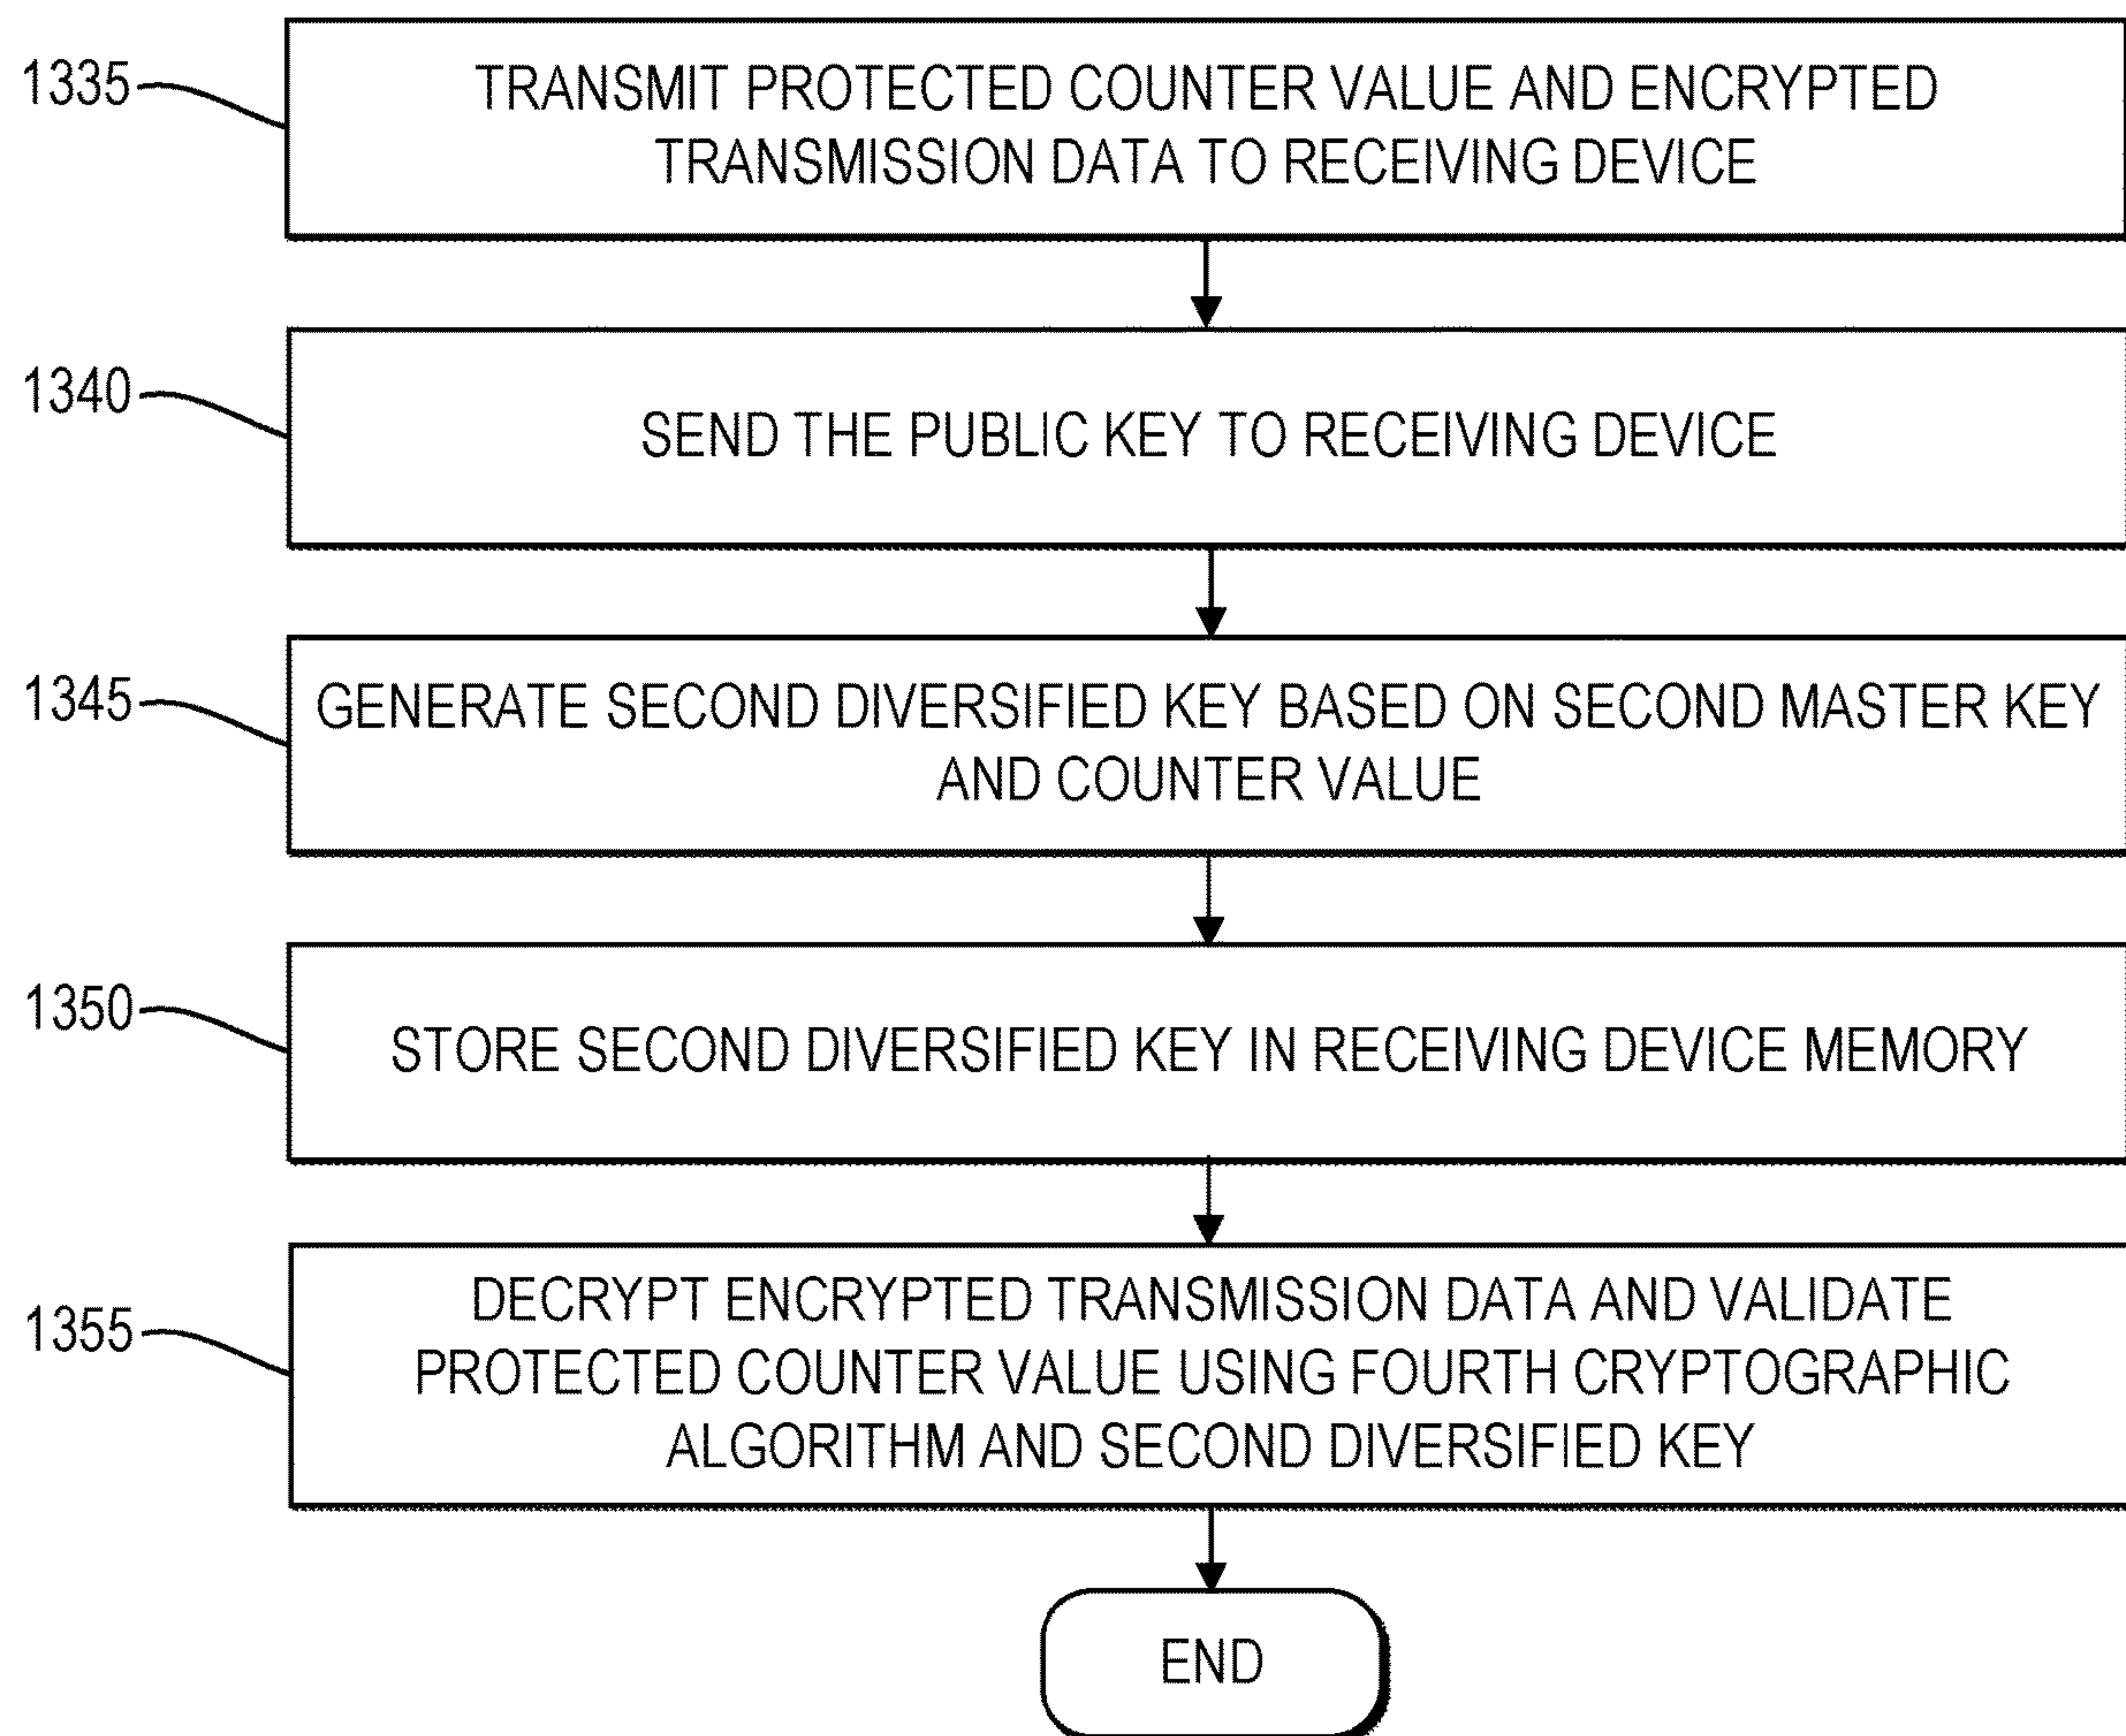 1335
TRANSMIT PROTECTED COUNTER VALUE AND ENCRYPTED
TRANSMISSION DATA TO RECEIVING DEVICE
1340
SEND THE PUBLIC KEY TO RECEIVING DEVICE
1345
GENERATE SECOND DIVERSIFIED KEY BASED ON SECOND MASTER KEY
AND COUNTER VALUE
1350
STORE SECOND DIVERSIFIED KEY IN RECEIVING DEVICE MEMORY
1355
DECRYPT ENCRYPTED TRANSMISSION DATA AND VALIDATE
PROTECTED COUNTER VALUE USING FOURTH CRYPTOGRAPHIC
ALGORITHM AND SECOND DIVERSIFIED KEY
END